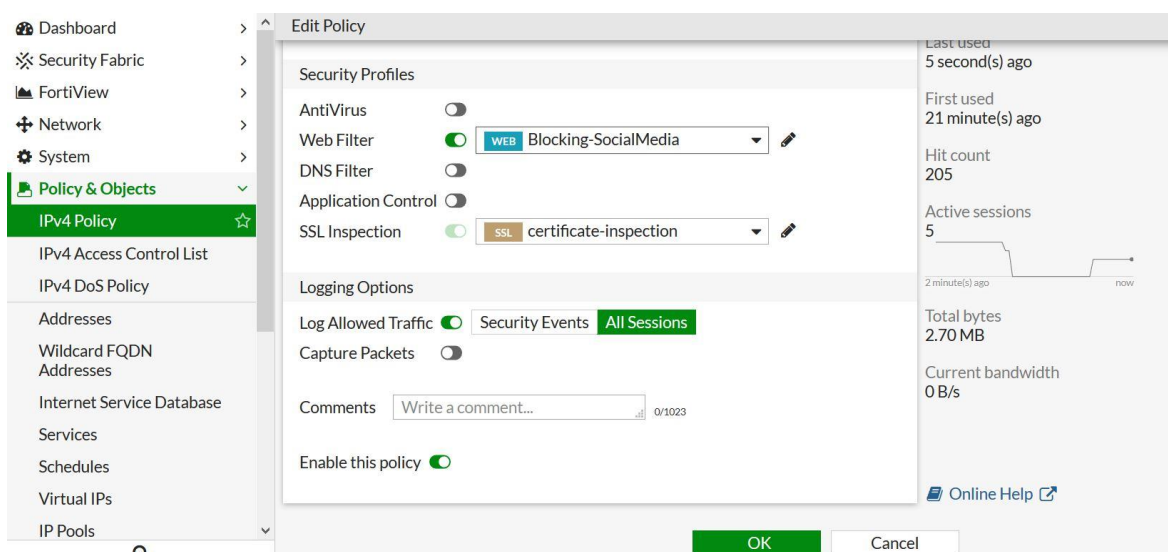 Dashboard
Security Fabric
FortiView
Network
System
Policy & Objects
IPv4 Policy
IPv4 Access Control List
IPv4 DoS Policy
Addresses
Wildcard FQDN
Addresses
Internet Service Database
Services
Schedules
Virtual IPs
IP Pools
Edit Policy
Security Profiles
AntiVirus
Web Filter WEB Blocking-SocialMedia
DNS Filter
Application Control
SSL Inspection SSL certificate-inspection
Logging Options
Log Allowed Traffic Security Events All Sessions
Capture Packets
Comments Write a comment... 0/1023
Enable this policy
OK Cancel
Last used
5 second(s) ago
First used
21 minute(s) ago
Hit count
205
Active sessions
5
2 minute(s) ago now
Total bytes
2.70 MB
Current bandwidth
0 B/s
Online Help